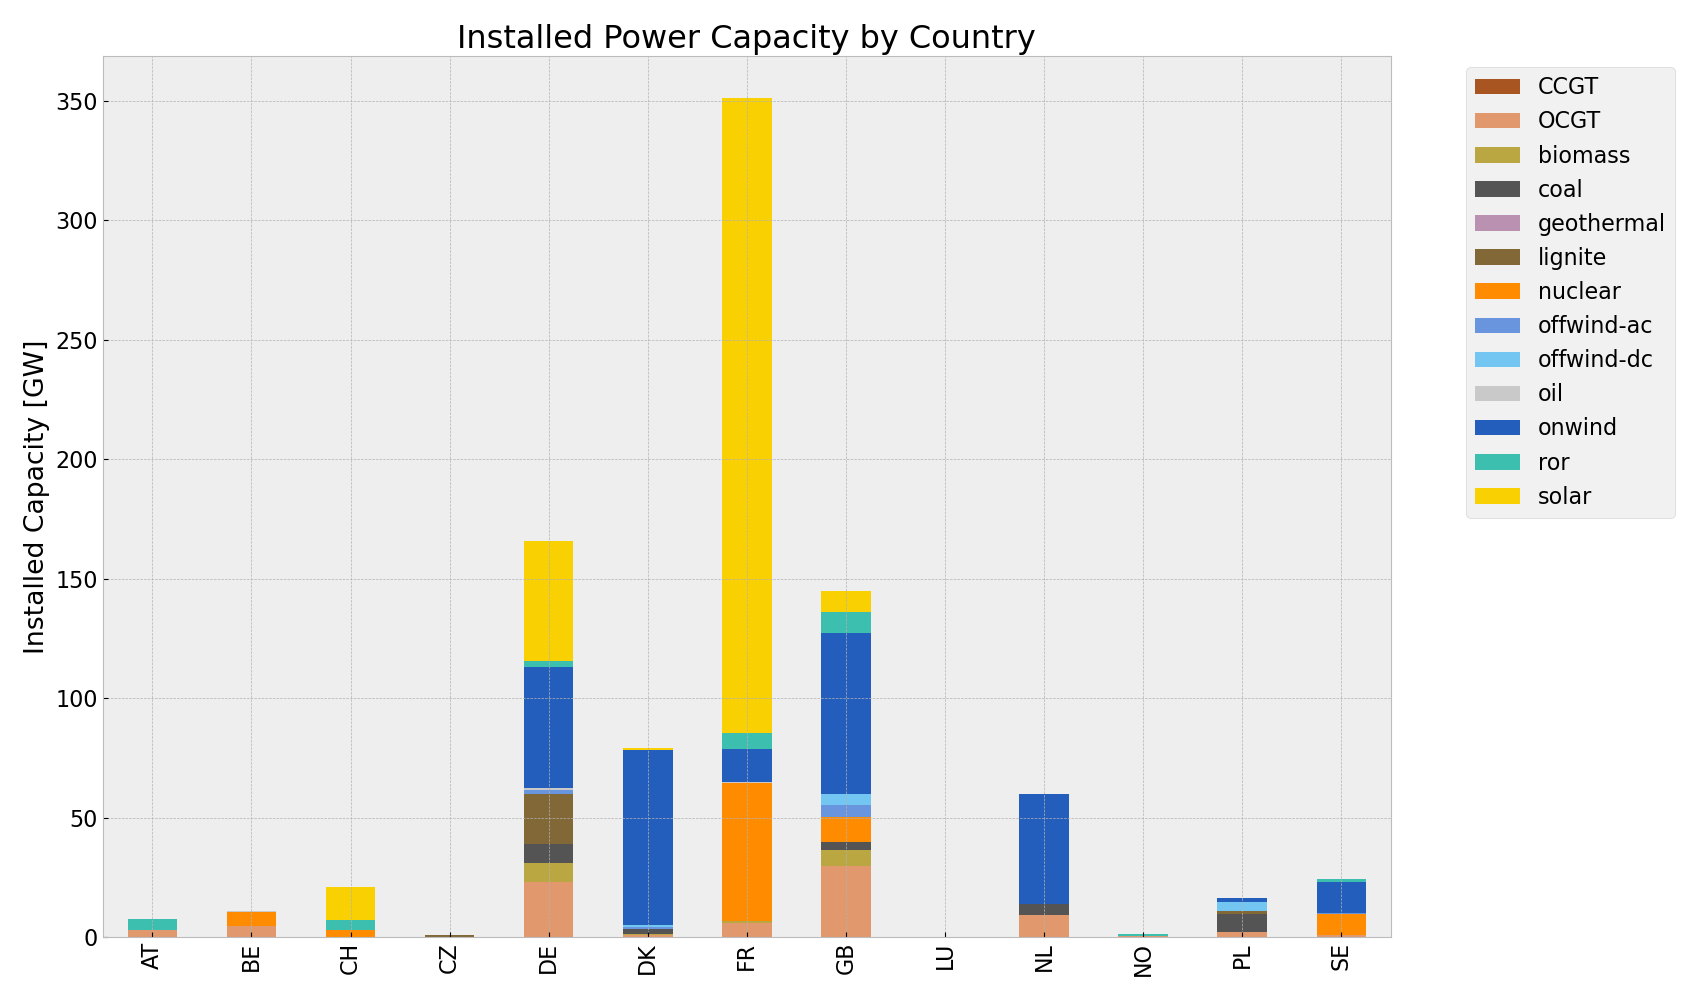 Installed Power Capacity by Country
Installed Capacity [GW]
350
300
250
200
150
100
50
0
AT
BE
CH
CZ
DE
DK
FR
GB
LU
NL
NO
PL
SE
CCGT
OCGT
biomass
coal
geothermal
lignite
nuclear
offwind-ac
offwind-dc
oil
onwind
ror
solar